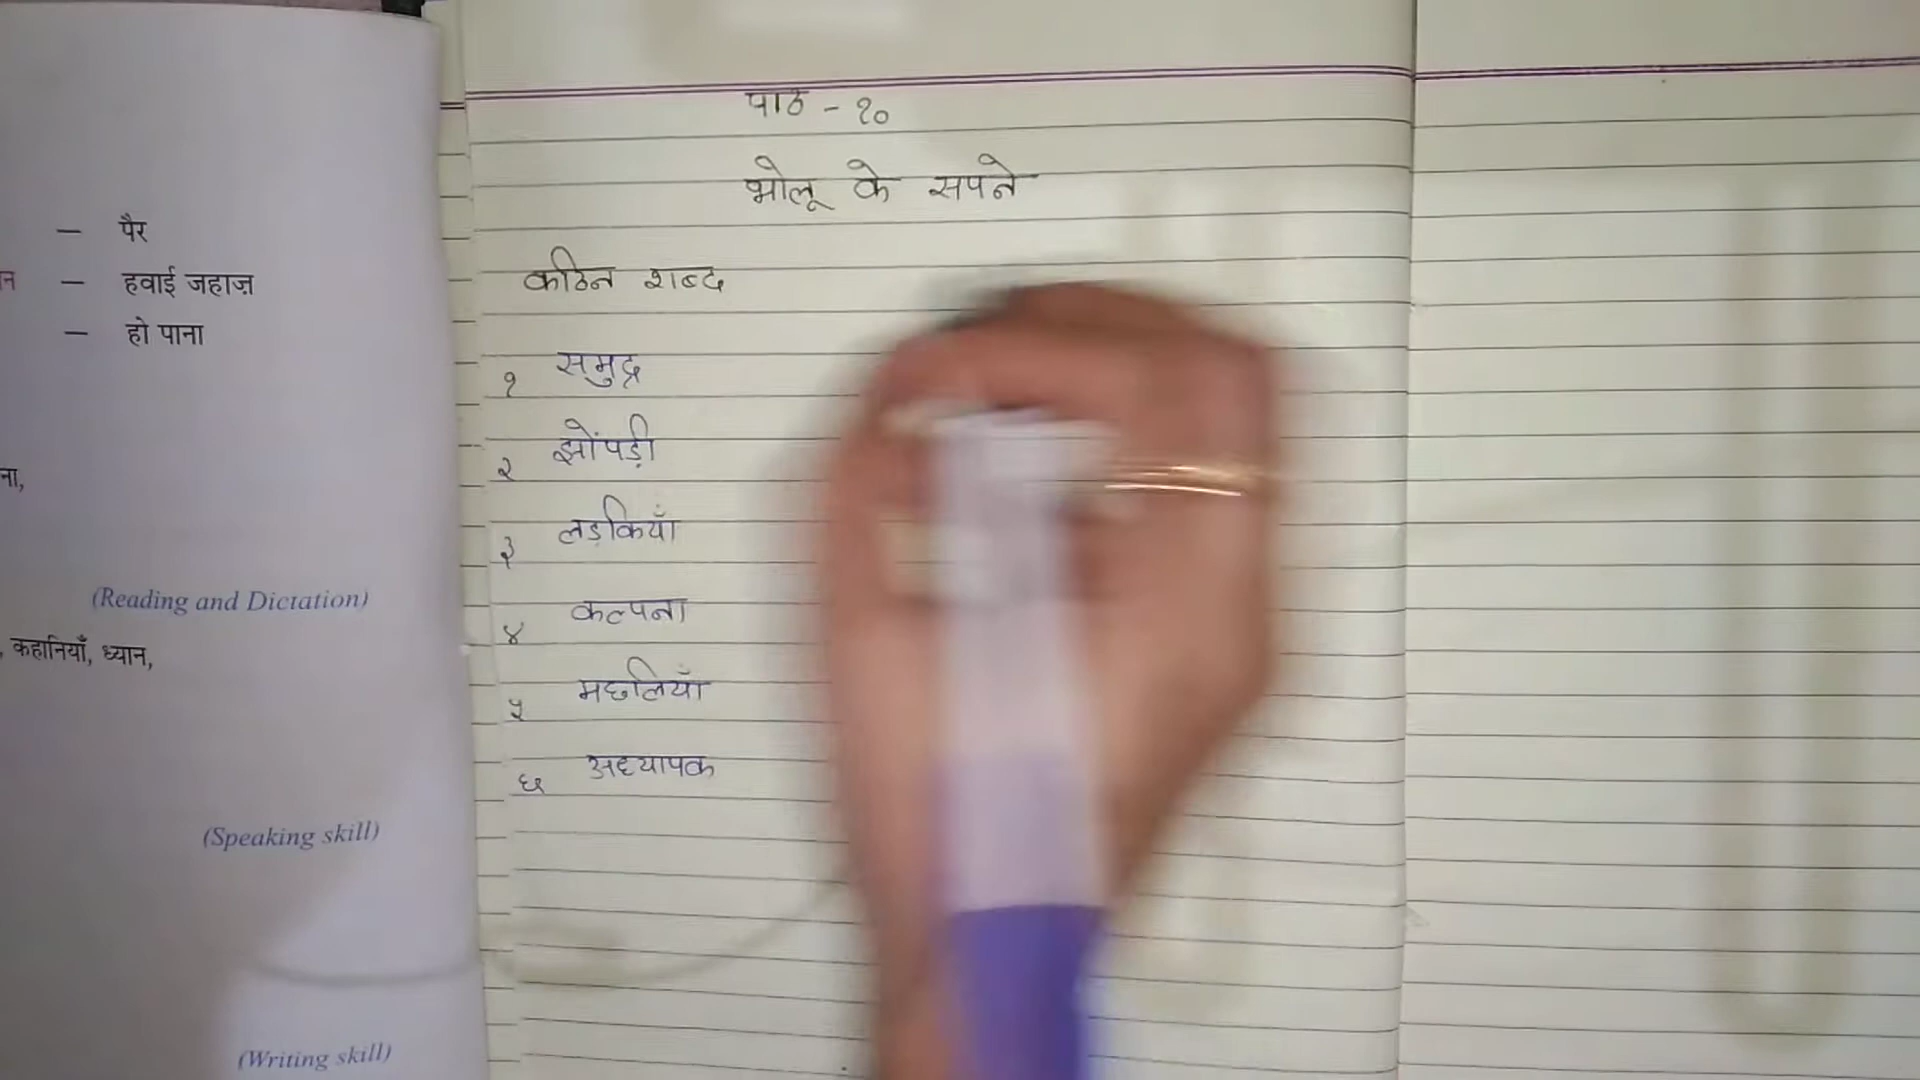 — पैर
न — हवाई जहाज़
— हो पाना
ना,
(Reading and Dictation)
, कहानियाँ, ध्यान,
(Speaking skill)
(Writing skill)
पाठ - १०
भोलू के सपने
कठिन शब्द
१ समुद्र
२ झोंपड़ी
३ लड़कियाँ
४ कल्पना
५ मछलियाँ
६ अध्यापक